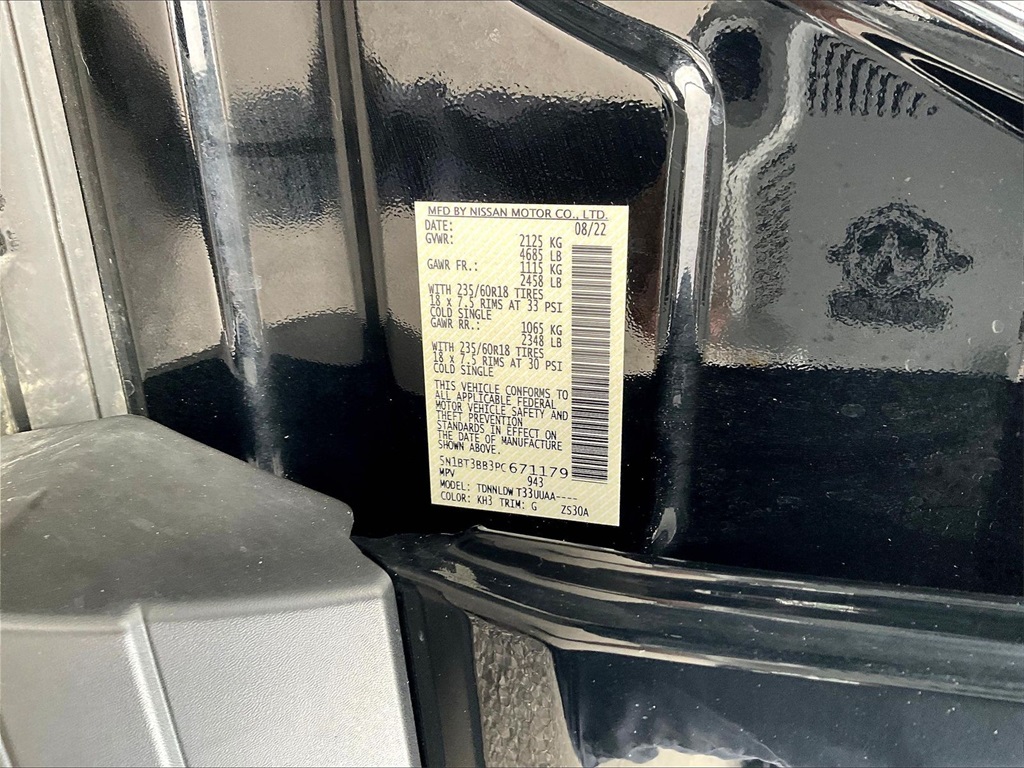 MFD BY NISSAN MOTOR CO., LTD.
DATE: 08/22
GVWR: 2125 KG
4685 LB
GAWR FR.: 1115 KG
2458 LB
WITH 235/60R18 TIRES
18 x 7.5 RIMS AT 33 PSI
COLD SINGLE
GAWR RR.: 1065 KG
2348 LB
WITH 235/60R18 TIRES
18 x 7.5 RIMS AT 30 PSI
COLD SINGLE
THIS VEHICLE CONFORMS TO
ALL APPLICABLE FEDERAL
MOTOR VEHICLE SAFETY AND
THEFT PREVENTION
STANDARDS IN EFFECT ON
THE DATE OF MANUFACTURE
SHOWN ABOVE.
5N1BT3BB3PC671179
MPV 943
MODEL: TDNNLDW T33UUAA----
COLOR: KH3 TRIM: G ZS30A